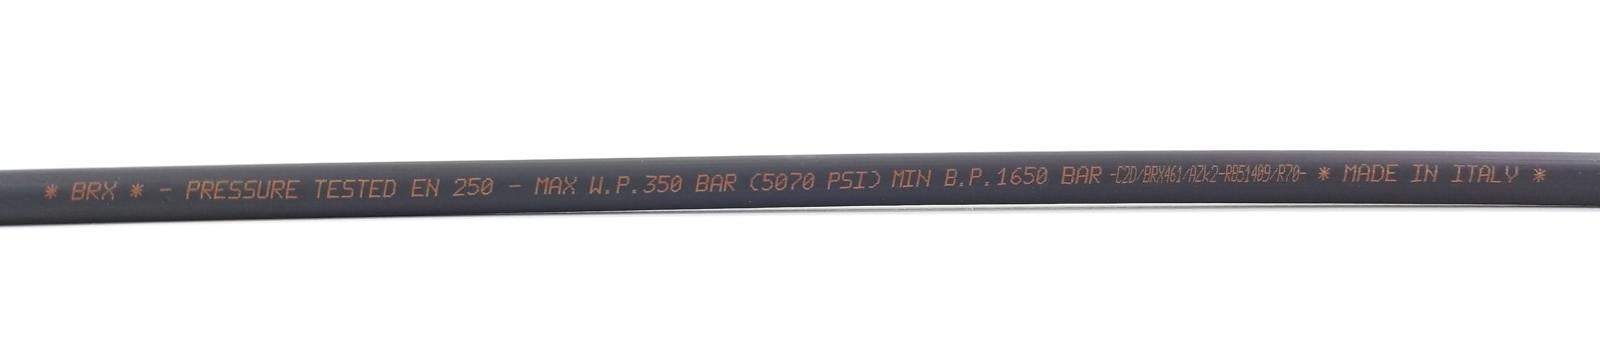 * BRX * - PRESSURE TESTED EN 250 - MAX W.P.350 BAR (5070 PSI) MIN B.P.1650 BAR -C2D/BRX461/AZk2-RB51409/R70- * MADE IN ITALY *